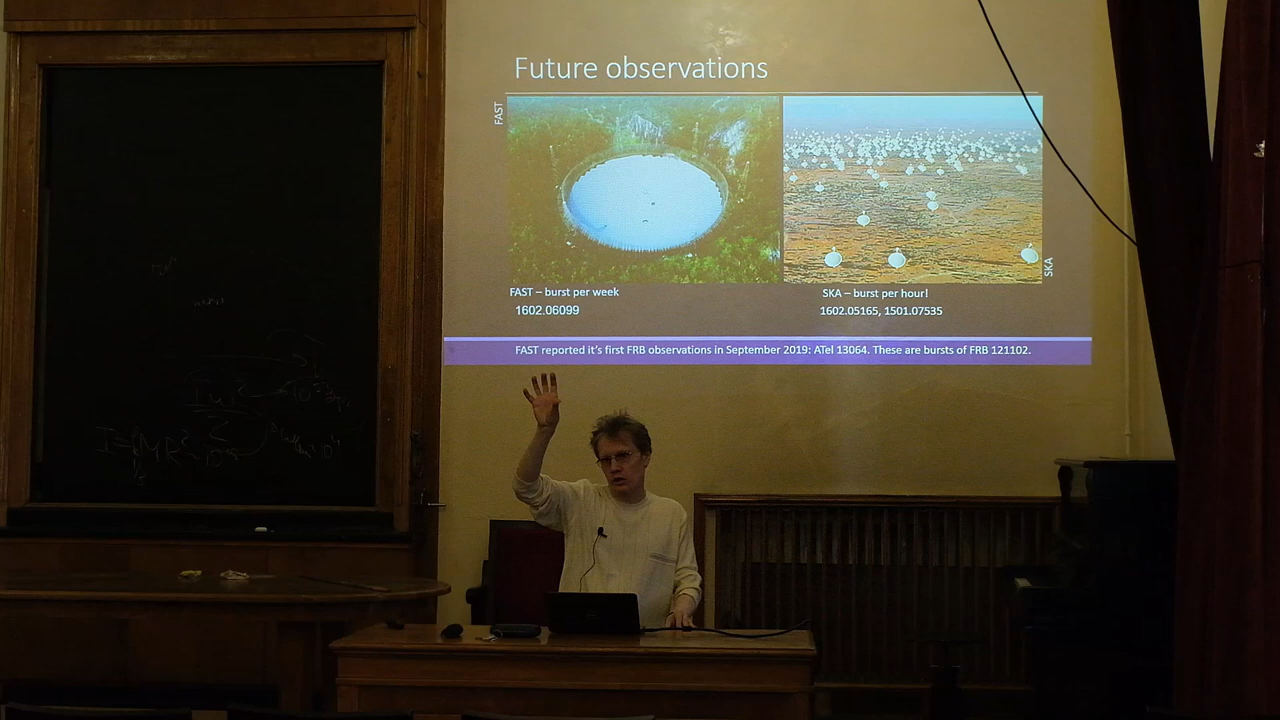 Future observations
FAST
SKA
FAST – burst per week
1602.06099
SKA – burst per hour!
1602.05165, 1501.07535
FAST reported it's first FRB observations in September 2019: ATel 13064. These are bursts of FRB 121102.